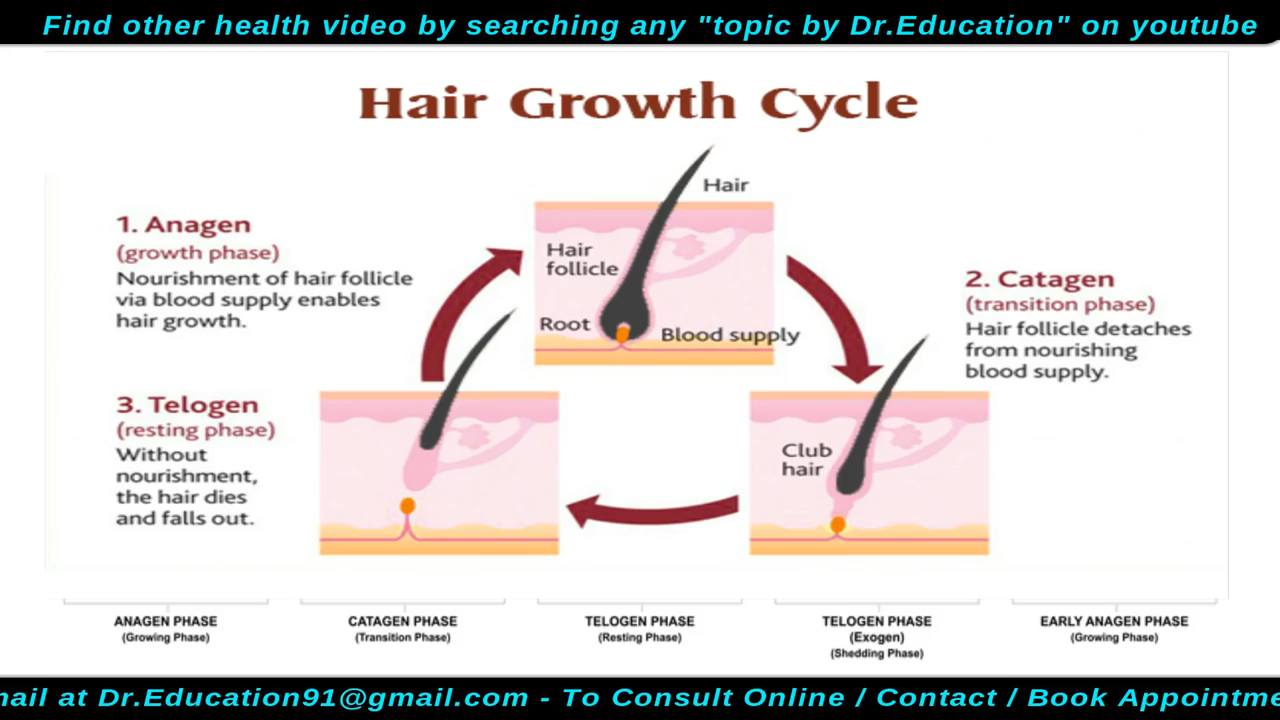 Find other health video by searching any "topic by Dr.Education" on youtube
Hair Growth Cycle
Hair
Hair
follicle
Root
Blood supply
1. Anagen
(growth phase)
Nourishment of hair follicle
via blood supply enables
hair growth.
2. Catagen
(transition phase)
Hair follicle detaches
from nourishing
blood supply.
Club
hair
3. Telogen
(resting phase)
Without
nourishment,
the hair dies
and falls out.
ANAGEN PHASE
(Growing Phase)
CATAGEN PHASE
(Transition Phase)
TELOGEN PHASE
(Resting Phase)
TELOGEN PHASE
(Exogen)
(Shedding Phase)
EARLY ANAGEN PHASE
(Growing Phase)
mail at Dr.Education91@gmail.com - To Consult Online / Contact / Book Appointme